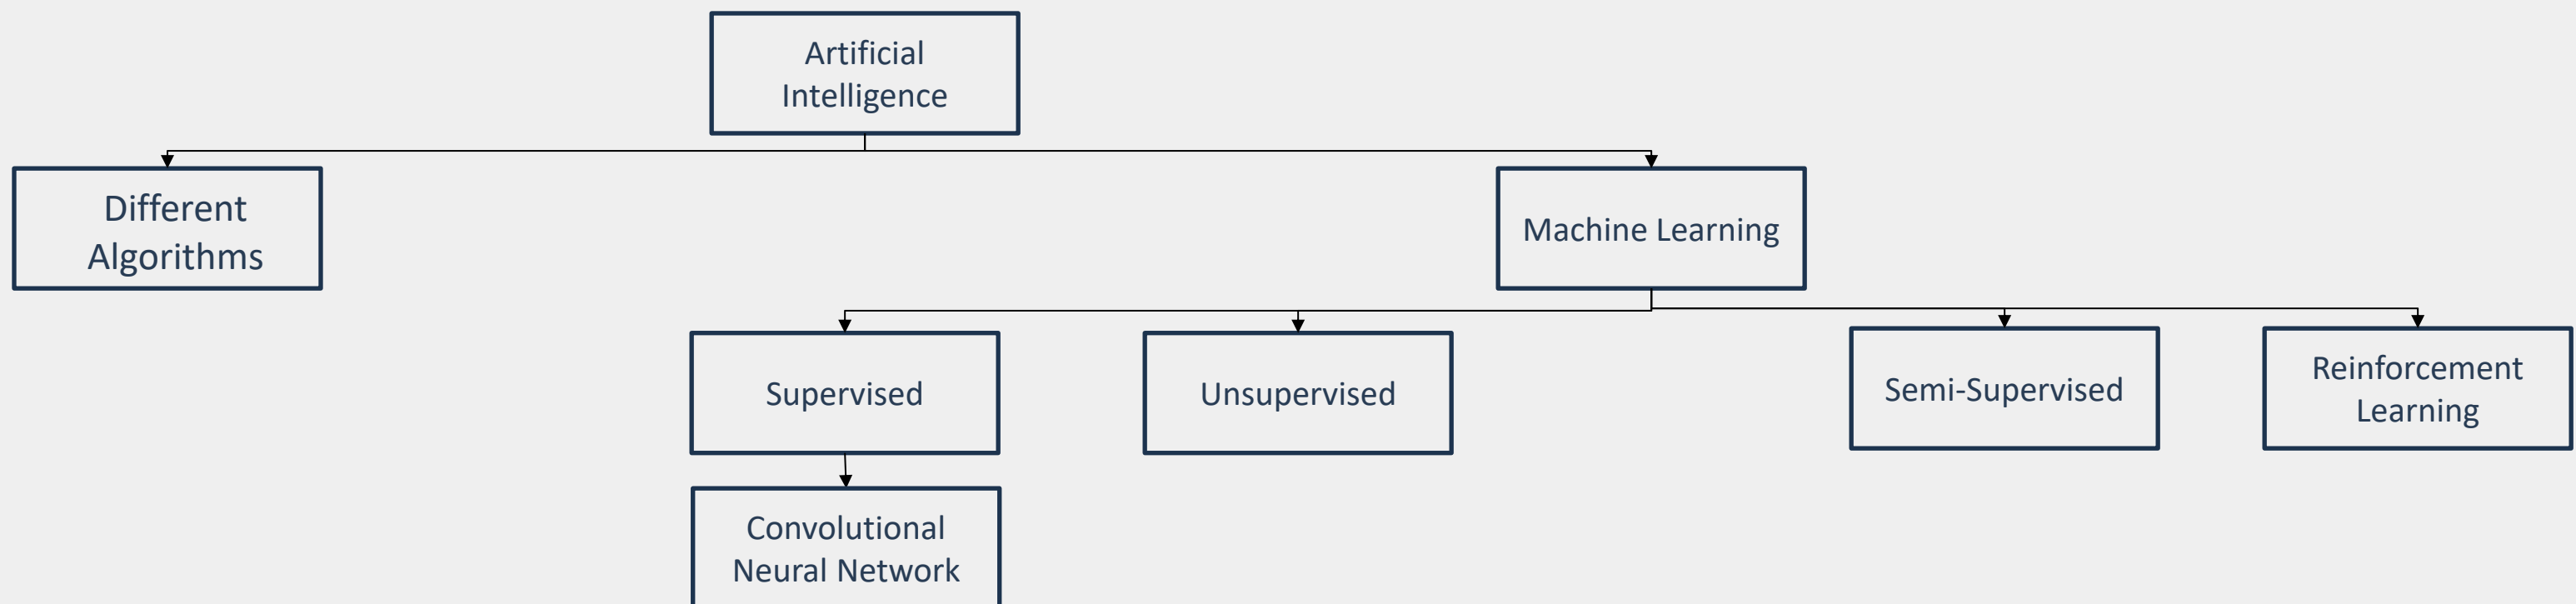 Artificial
Intelligence
Different
Algorithms
Machine Learning
Supervised
Unsupervised
Semi-Supervised
Reinforcement
Learning
Convolutional
Neural Network